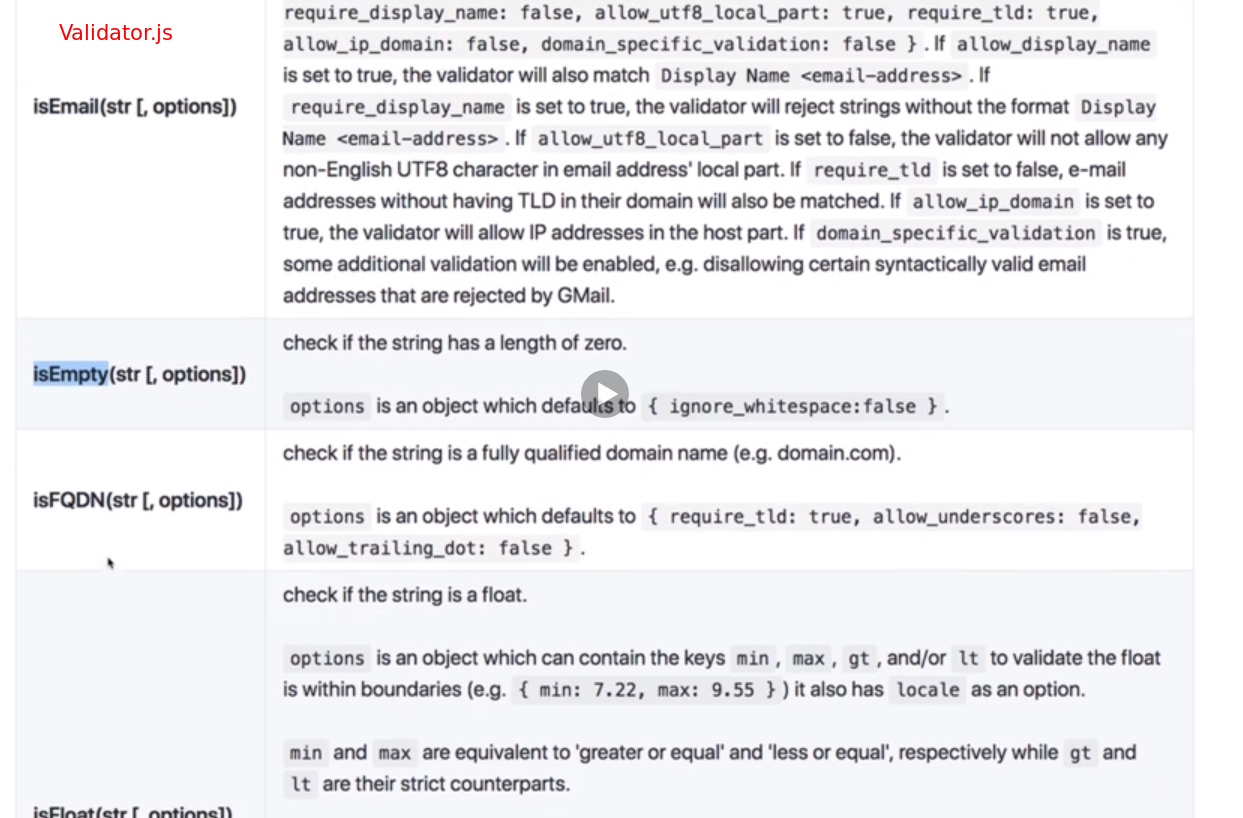 Validator.js
require_display_name: false, allow_utf8_local_part: true, require_tld: true,
allow_ip_domain: false, domain_specific_validation: false } . If allow_display_name
is set to true, the validator will also match Display Name <email-address> . If
isEmail(str [, options])
require_display_name is set to true, the validator will reject strings without the format Display
Name <email-address> . If allow_utf8_local_part is set to false, the validator will not allow any
non-English UTF8 character in email address' local part. If require_tld is set to false, e-mail
addresses without having TLD in their domain will also be matched. If allow_ip_domain is set to
true, the validator will allow IP addresses in the host part. If domain_specific_validation is true,
some additional validation will be enabled, e.g. disallowing certain syntactically valid email
addresses that are rejected by GMail.
isEmpty(str [, options])
check if the string has a length of zero.
options is an object which defaults to { ignore_whitespace:false } .
isFQDN(str [, options])
check if the string is a fully qualified domain name (e.g. domain.com).
options is an object which defaults to { require_tld: true, allow_underscores: false,
allow_trailing_dot: false } .
check if the string is a float.
options is an object which can contain the keys min , max , gt , and/or lt to validate the float
is within boundaries (e.g. { min: 7.22, max: 9.55 } ) it also has locale as an option.
min and max are equivalent to 'greater or equal' and 'less or equal', respectively while gt and
lt are their strict counterparts.
isFloat(str [, options])